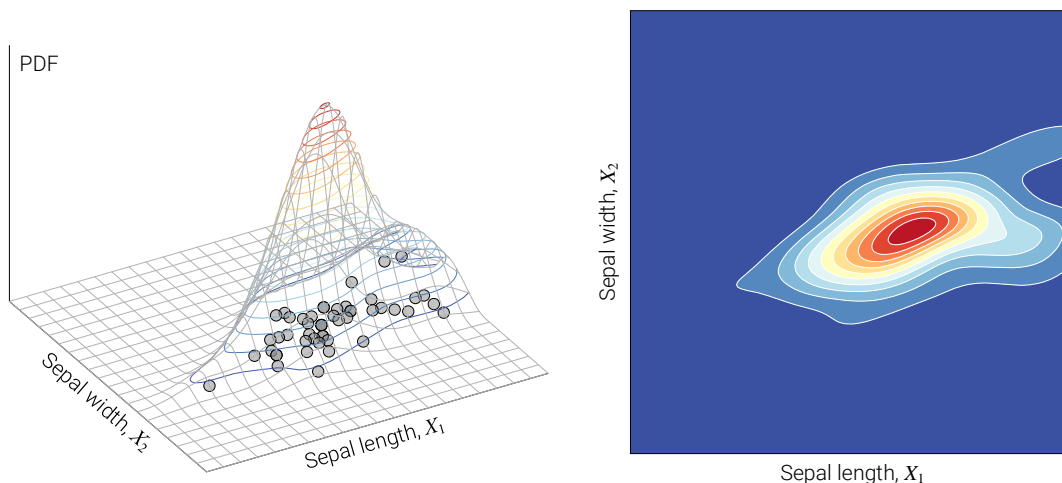 PDF
Sepal width, X2
Sepal length, X1
Sepal width, X2
Sepal length, X1